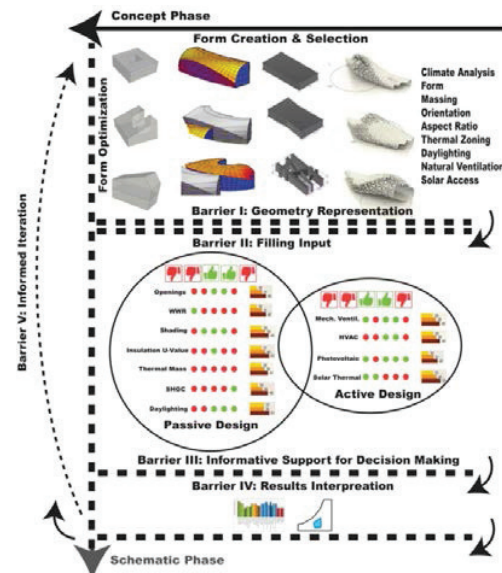 Concept Phase
Form Creation & Selection
Climate Analysis
Form
Massing
Orientation
Aspect Ratio
Thermal Zoning
Daylighting
Natural Ventilation
Solar Access
Form Optimization
Barrier I: Geometry Representation
Barrier II: Filling Input
Barrier V: Informed Iteration
Openings
WWR
Shading
Insulation U-Value
Thermal Mass
SHGC
Daylighting
Passive Design
Mech. Ventil.
HVAC
Photovoltaic
Solar Thermal
Active Design
Barrier III: Informative Support for Decision Making
Barrier IV: Results Interpreation
Schematic Phase